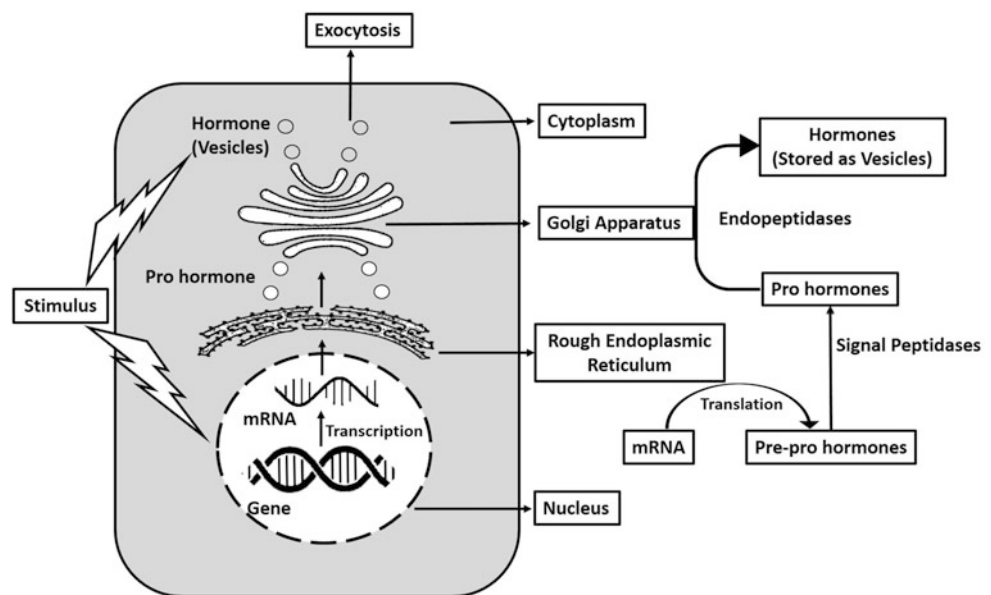 Exocytosis
Hormone
(Vesicles)
Cytoplasm
Hormones
(Stored as Vesicles)
Golgi Apparatus
Endopeptidases
Pro hormone
Stimulus
Pro hormones
Rough Endoplasmic
Reticulum
Signal Peptidases
mRNA
Transcription
Translation
mRNA
Pre-pro hormones
Gene
Nucleus